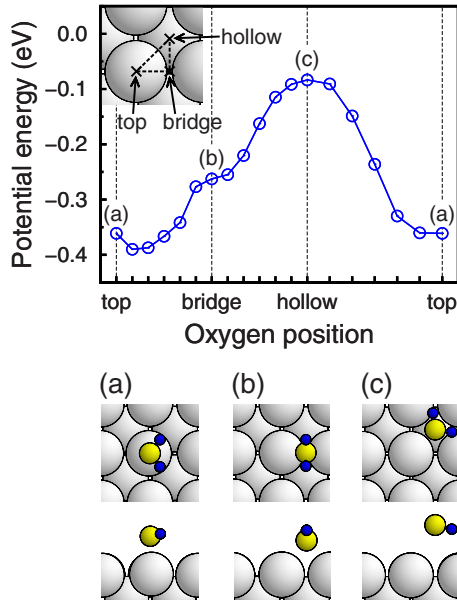 0.0
hollow
(c)
−0.1
top bridge
(b)
−0.2
−0.3
(a)
(a)
−0.4
Potential energy (eV)
top bridge hollow top
Oxygen position
(a) (b) (c)